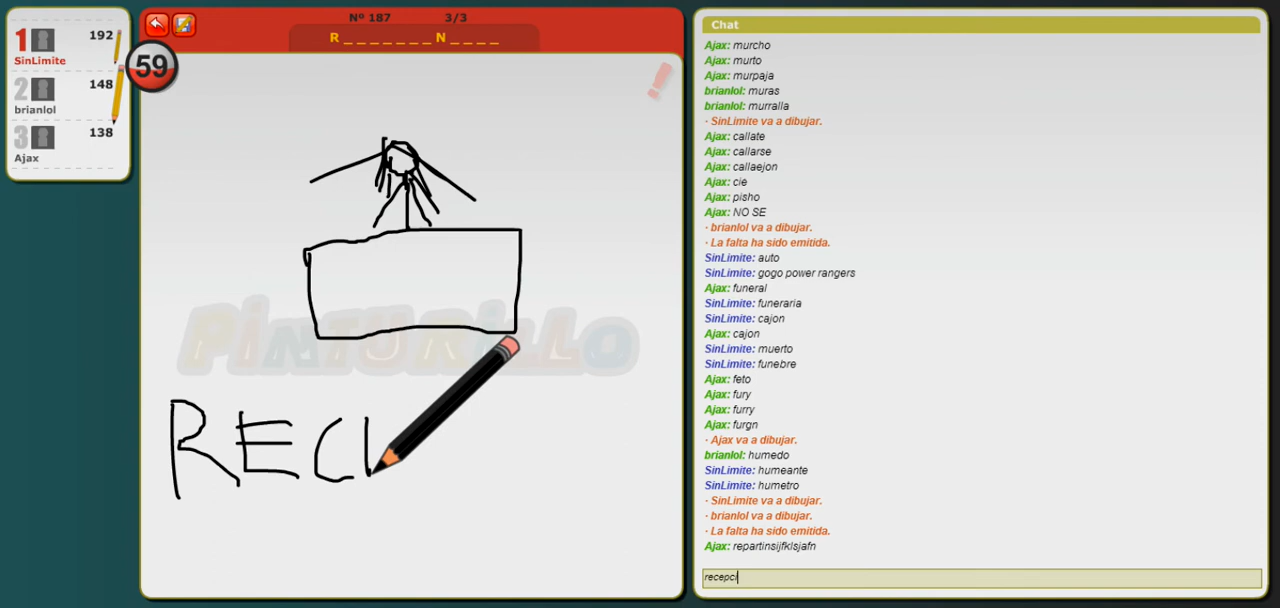 1 192
SinLimite
2 148
brianlol
3 138
Ajax
59
Nº 187 3/3
R _ _ _ _ _ _ _ N _ _ _ _
!
PiNTURiLLO
RECI
Chat
Ajax: murcho
Ajax: murto
Ajax: murpaja
brianlol: muras
brianlol: murralla
· SinLimite va a dibujar.
Ajax: callate
Ajax: callarse
Ajax: callaejon
Ajax: cie
Ajax: pisho
Ajax: NO SE
· brianlol va a dibujar.
· La falta ha sido emitida.
SinLimite: auto
SinLimite: gogo power rangers
Ajax: funeral
SinLimite: funeraria
SinLimite: cajon
Ajax: cajon
SinLimite: muerto
SinLimite: funebre
Ajax: feto
Ajax: fury
Ajax: furry
Ajax: furgn
· Ajax va a dibujar.
brianlol: humedo
SinLimite: humeante
SinLimite: humetro
· SinLimite va a dibujar.
· brianlol va a dibujar.
· La falta ha sido emitida.
Ajax: repartinsijfklsjafn
recepci